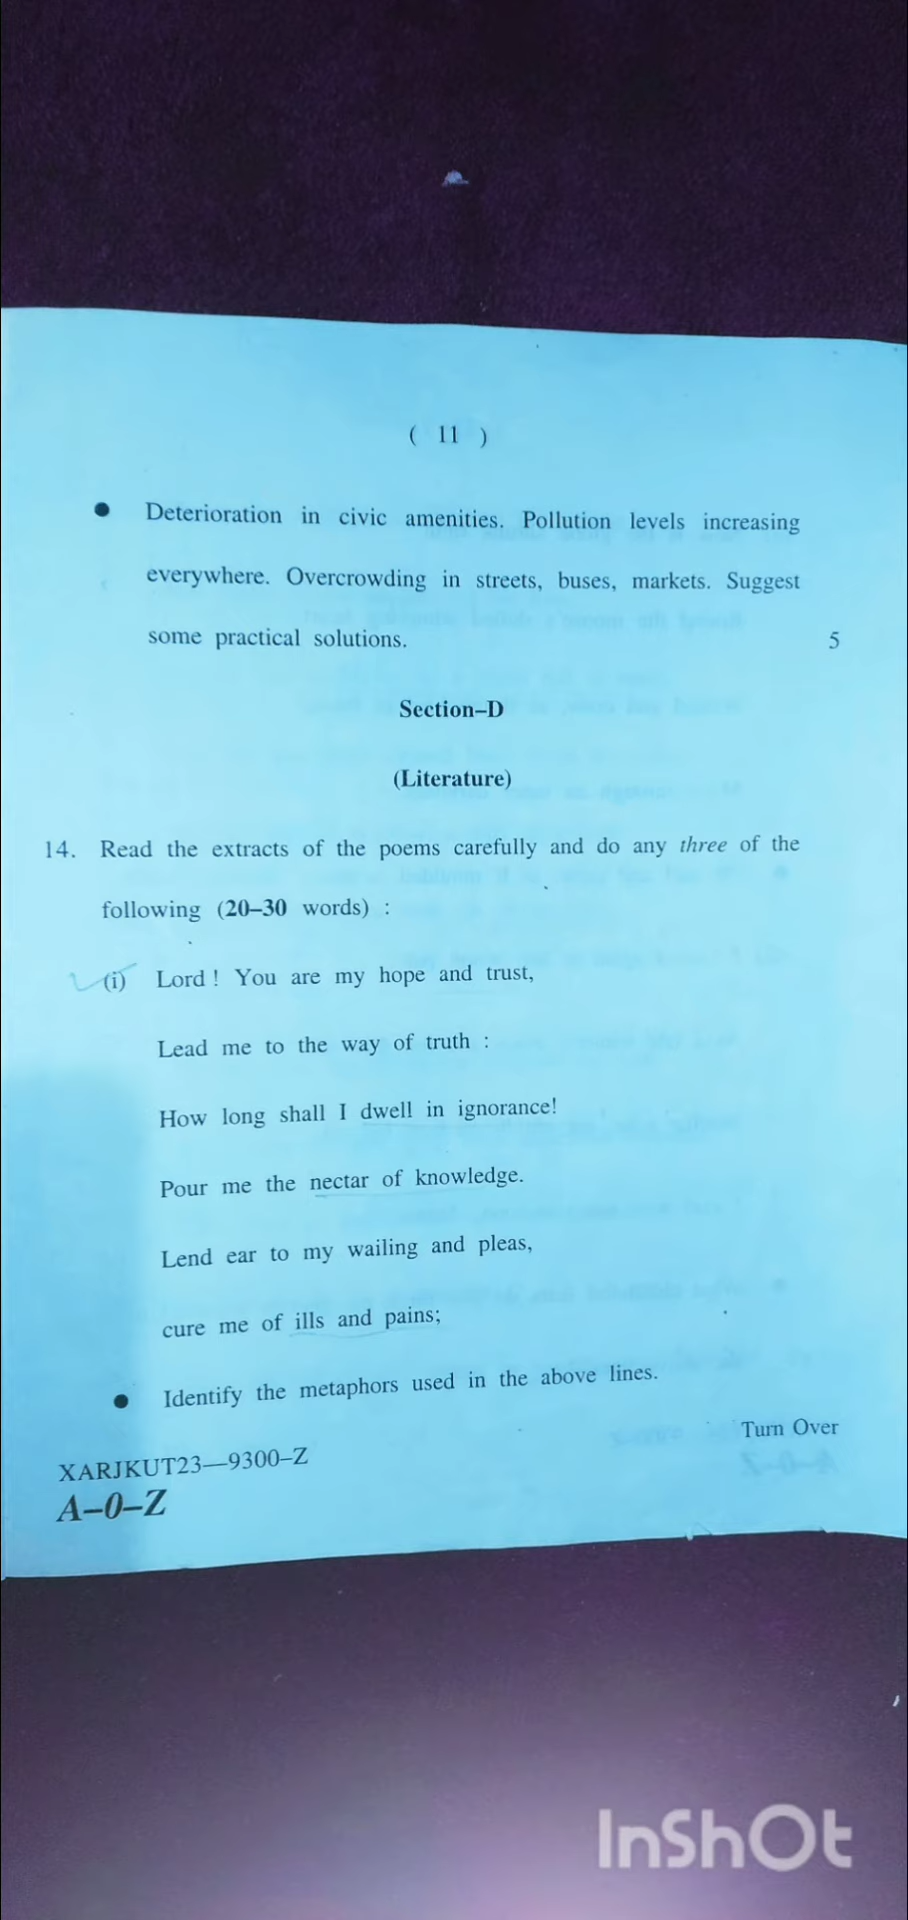 ( 11 )
● Deterioration in civic amenities. Pollution levels increasing
everywhere. Overcrowding in streets, buses, markets. Suggest
some practical solutions. 5
Section–D
(Literature)
14. Read the extracts of the poems carefully and do any three of the
following (20–30 words) :
(i) Lord ! You are my hope and trust,
Lead me to the way of truth :
How long shall I dwell in ignorance!
Pour me the nectar of knowledge.
Lend ear to my wailing and pleas,
cure me of ills and pains;
● Identify the metaphors used in the above lines.
Turn Over
XARJKUT23—9300–Z
A–0–Z
InShOt